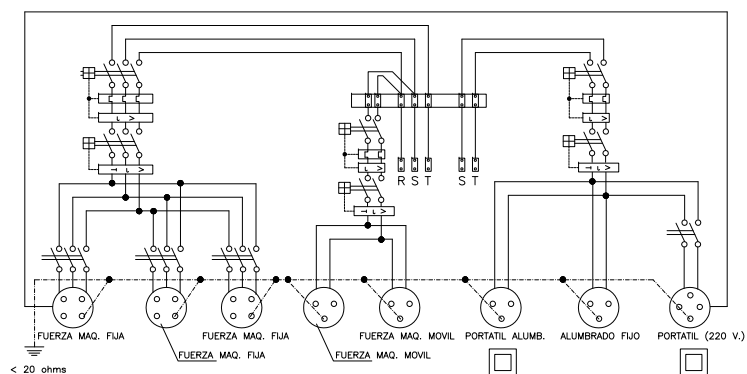 R S T
S T
FUERZA MAQ. FIJA
FUERZA MAQ. FIJA
FUERZA MAQ. MOVIL
PORTATIL ALUMB.
ALUMBRADO FIJO
PORTATIL (220 V.)
FUERZA MAQ. FIJA
FUERZA MAQ. MOVIL
< 20 ohms